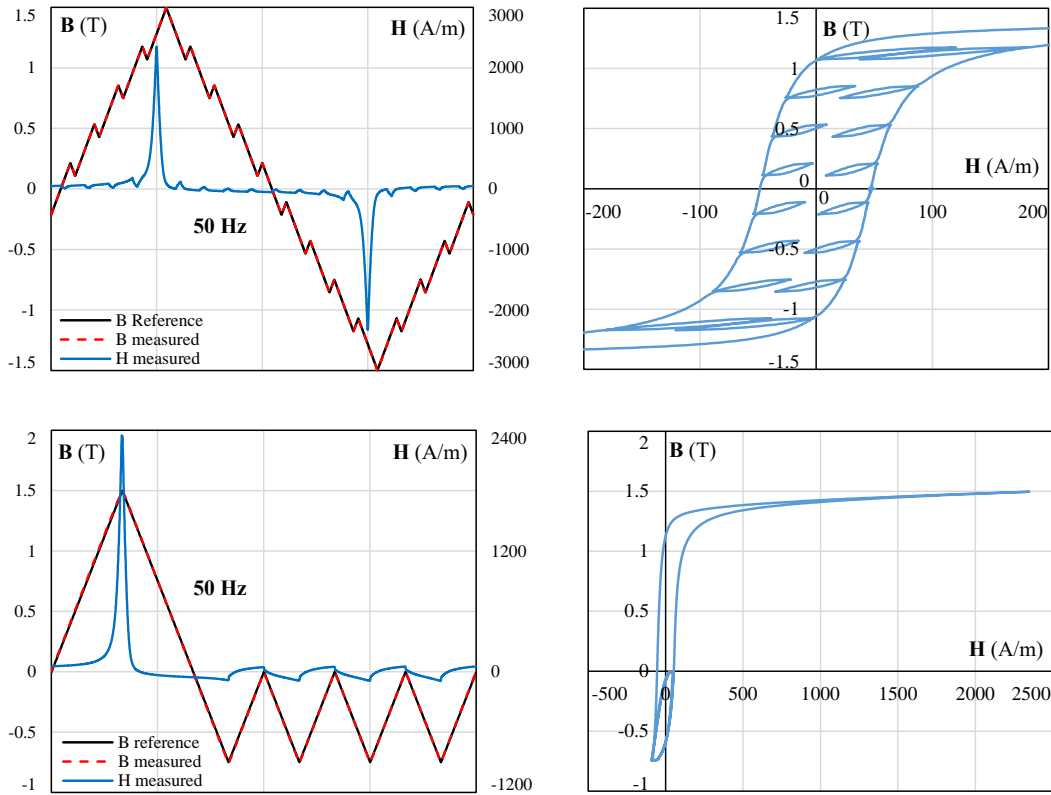 1.5 B (T) H (A/m) 3000
1 2000
0.5 1000
0 0
50 Hz
-0.5 -1000
-1 -2000
B Reference
B measured
H measured
-1.5 -3000
1.5 B (T)
1
0.5
H (A/m)
0
-200 -100 0 100 200
-0.5
-1
-1.5
2 B (T) H (A/m) 2400
1.5
1 1200
50 Hz
0.5
0 0
-0.5
B reference
B measured
H measured
-1 -1200
2 B (T)
1.5
1
0.5
H (A/m)
0
-500 0 500 1000 1500 2000 2500
-0.5
-1